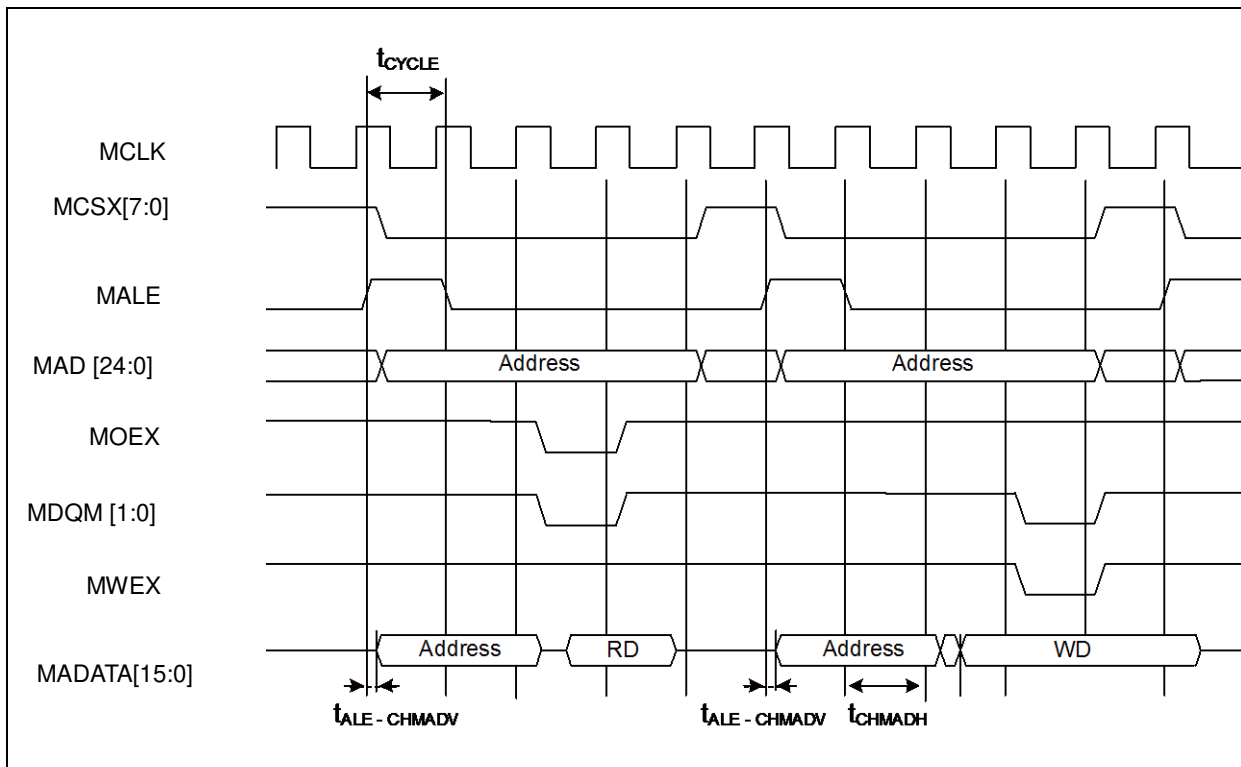 tCYCLE
MCLK
MCSX[7:0]
MALE
MAD [24:0] Address Address
MOEX
MDQM [1:0]
MWEX
MADATA[15:0] Address RD Address WD
tALE - CHMADV tALE - CHMADV tCHMADH